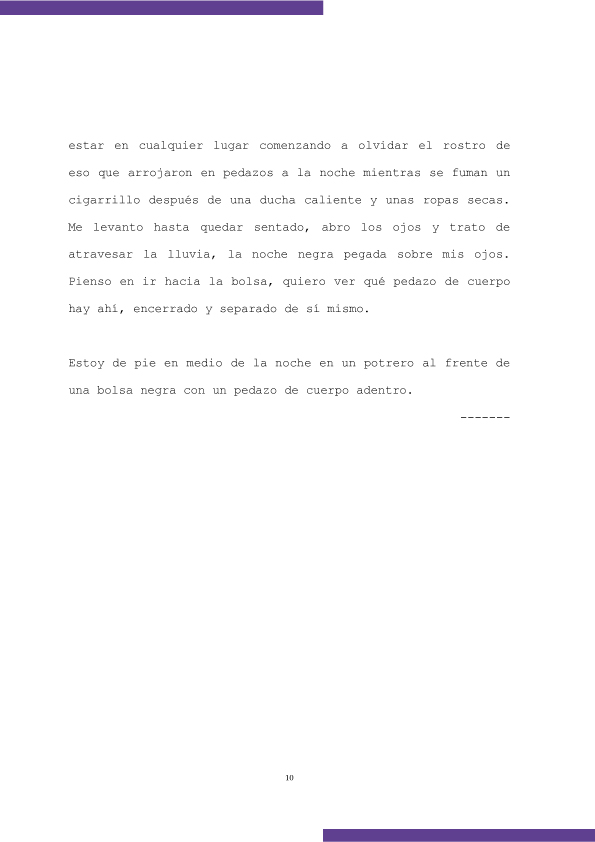 estar en cualquier lugar comenzando a olvidar el rostro de
eso que arrojaron en pedazos a la noche mientras se fuman un
cigarrillo después de una ducha caliente y unas ropas secas.
Me levanto hasta quedar sentado, abro los ojos y trato de
atravesar la lluvia, la noche negra pegada sobre mis ojos.
Pienso en ir hacia la bolsa, quiero ver qué pedazo de cuerpo
hay ahí, encerrado y separado de sí mismo.
Estoy de pie en medio de la noche en un potrero al frente de
una bolsa negra con un pedazo de cuerpo adentro.
-------
10